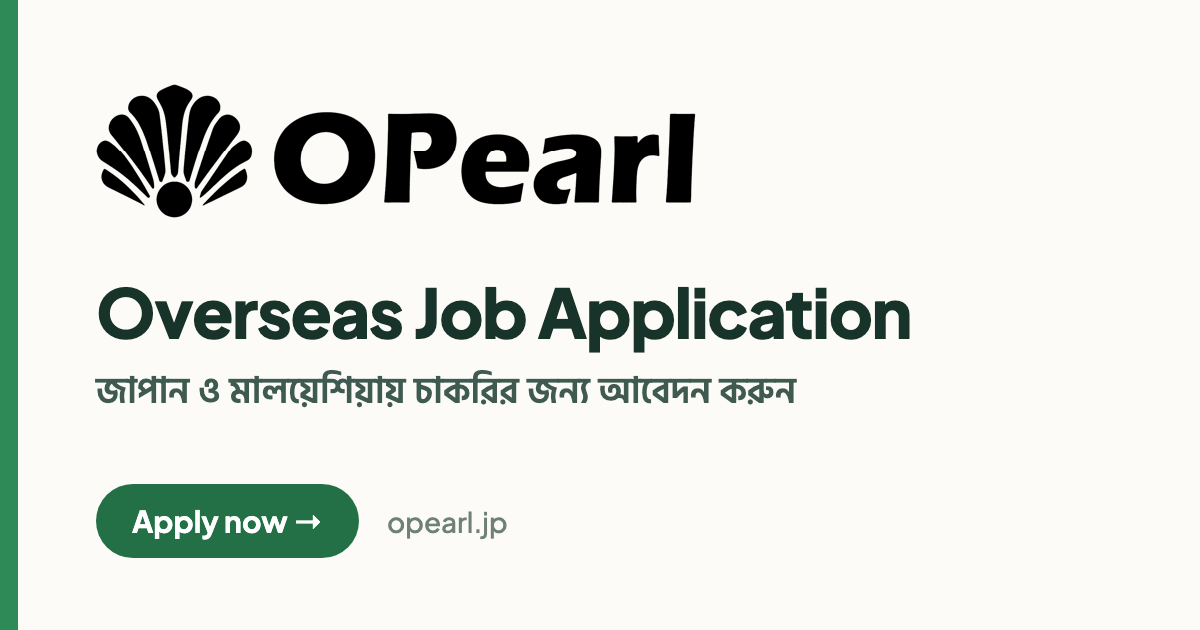 OPearl
Overseas Job Application
জাপান ও মালয়েশিয়ায় চাকরির জন্য আবেদন করুন
Apply now →
opearl.jp